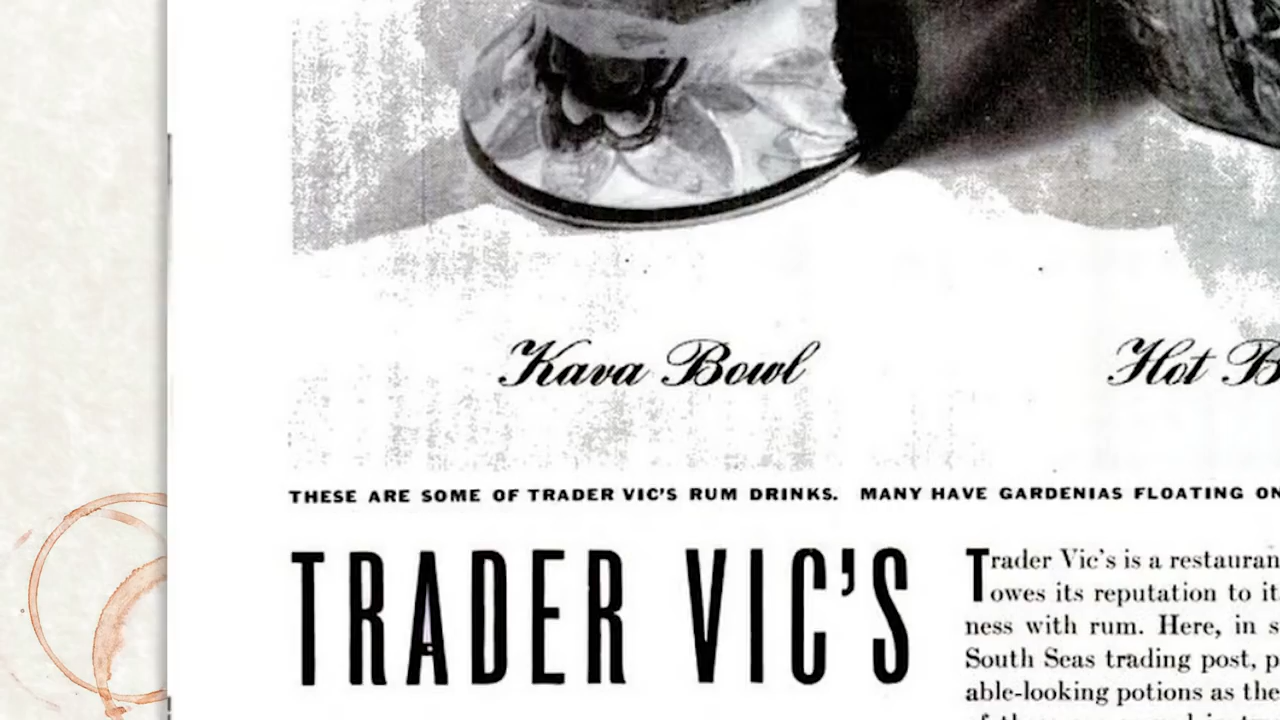 Kava Bowl
Hot B
THESE ARE SOME OF TRADER VIC'S RUM DRINKS. MANY HAVE GARDENIAS FLOATING ON
TRADER VIC'S
Trader Vic's is a restauran
owes its reputation to it
ness with rum. Here, in s
South Seas trading post, p
able-looking potions as the